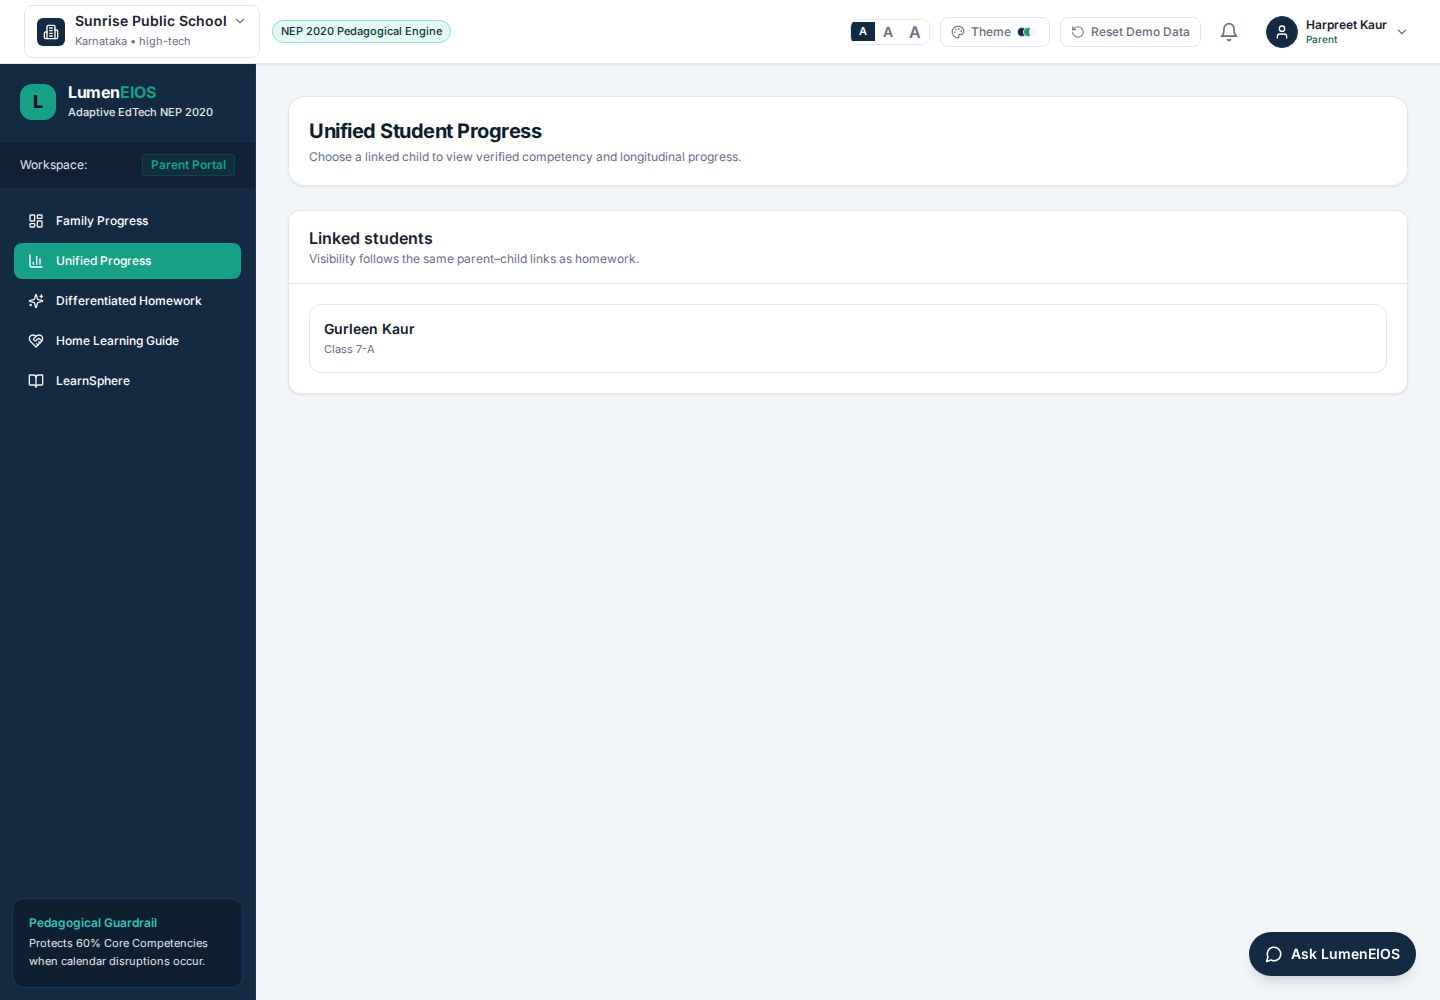 Sunrise Public School
Karnataka • high-tech
NEP 2020 Pedagogical Engine
A A A
Theme
Reset Demo Data
Harpreet Kaur
Parent
L
LumenEIOS
Adaptive EdTech NEP 2020
Workspace:
Parent Portal
Family Progress
Unified Progress
Differentiated Homework
Home Learning Guide
LearnSphere
Pedagogical Guardrail
Protects 60% Core Competencies
when calendar disruptions occur.
Unified Student Progress
Choose a linked child to view verified competency and longitudinal progress.
Linked students
Visibility follows the same parent–child links as homework.
Gurleen Kaur
Class 7-A
Ask LumenEIOS